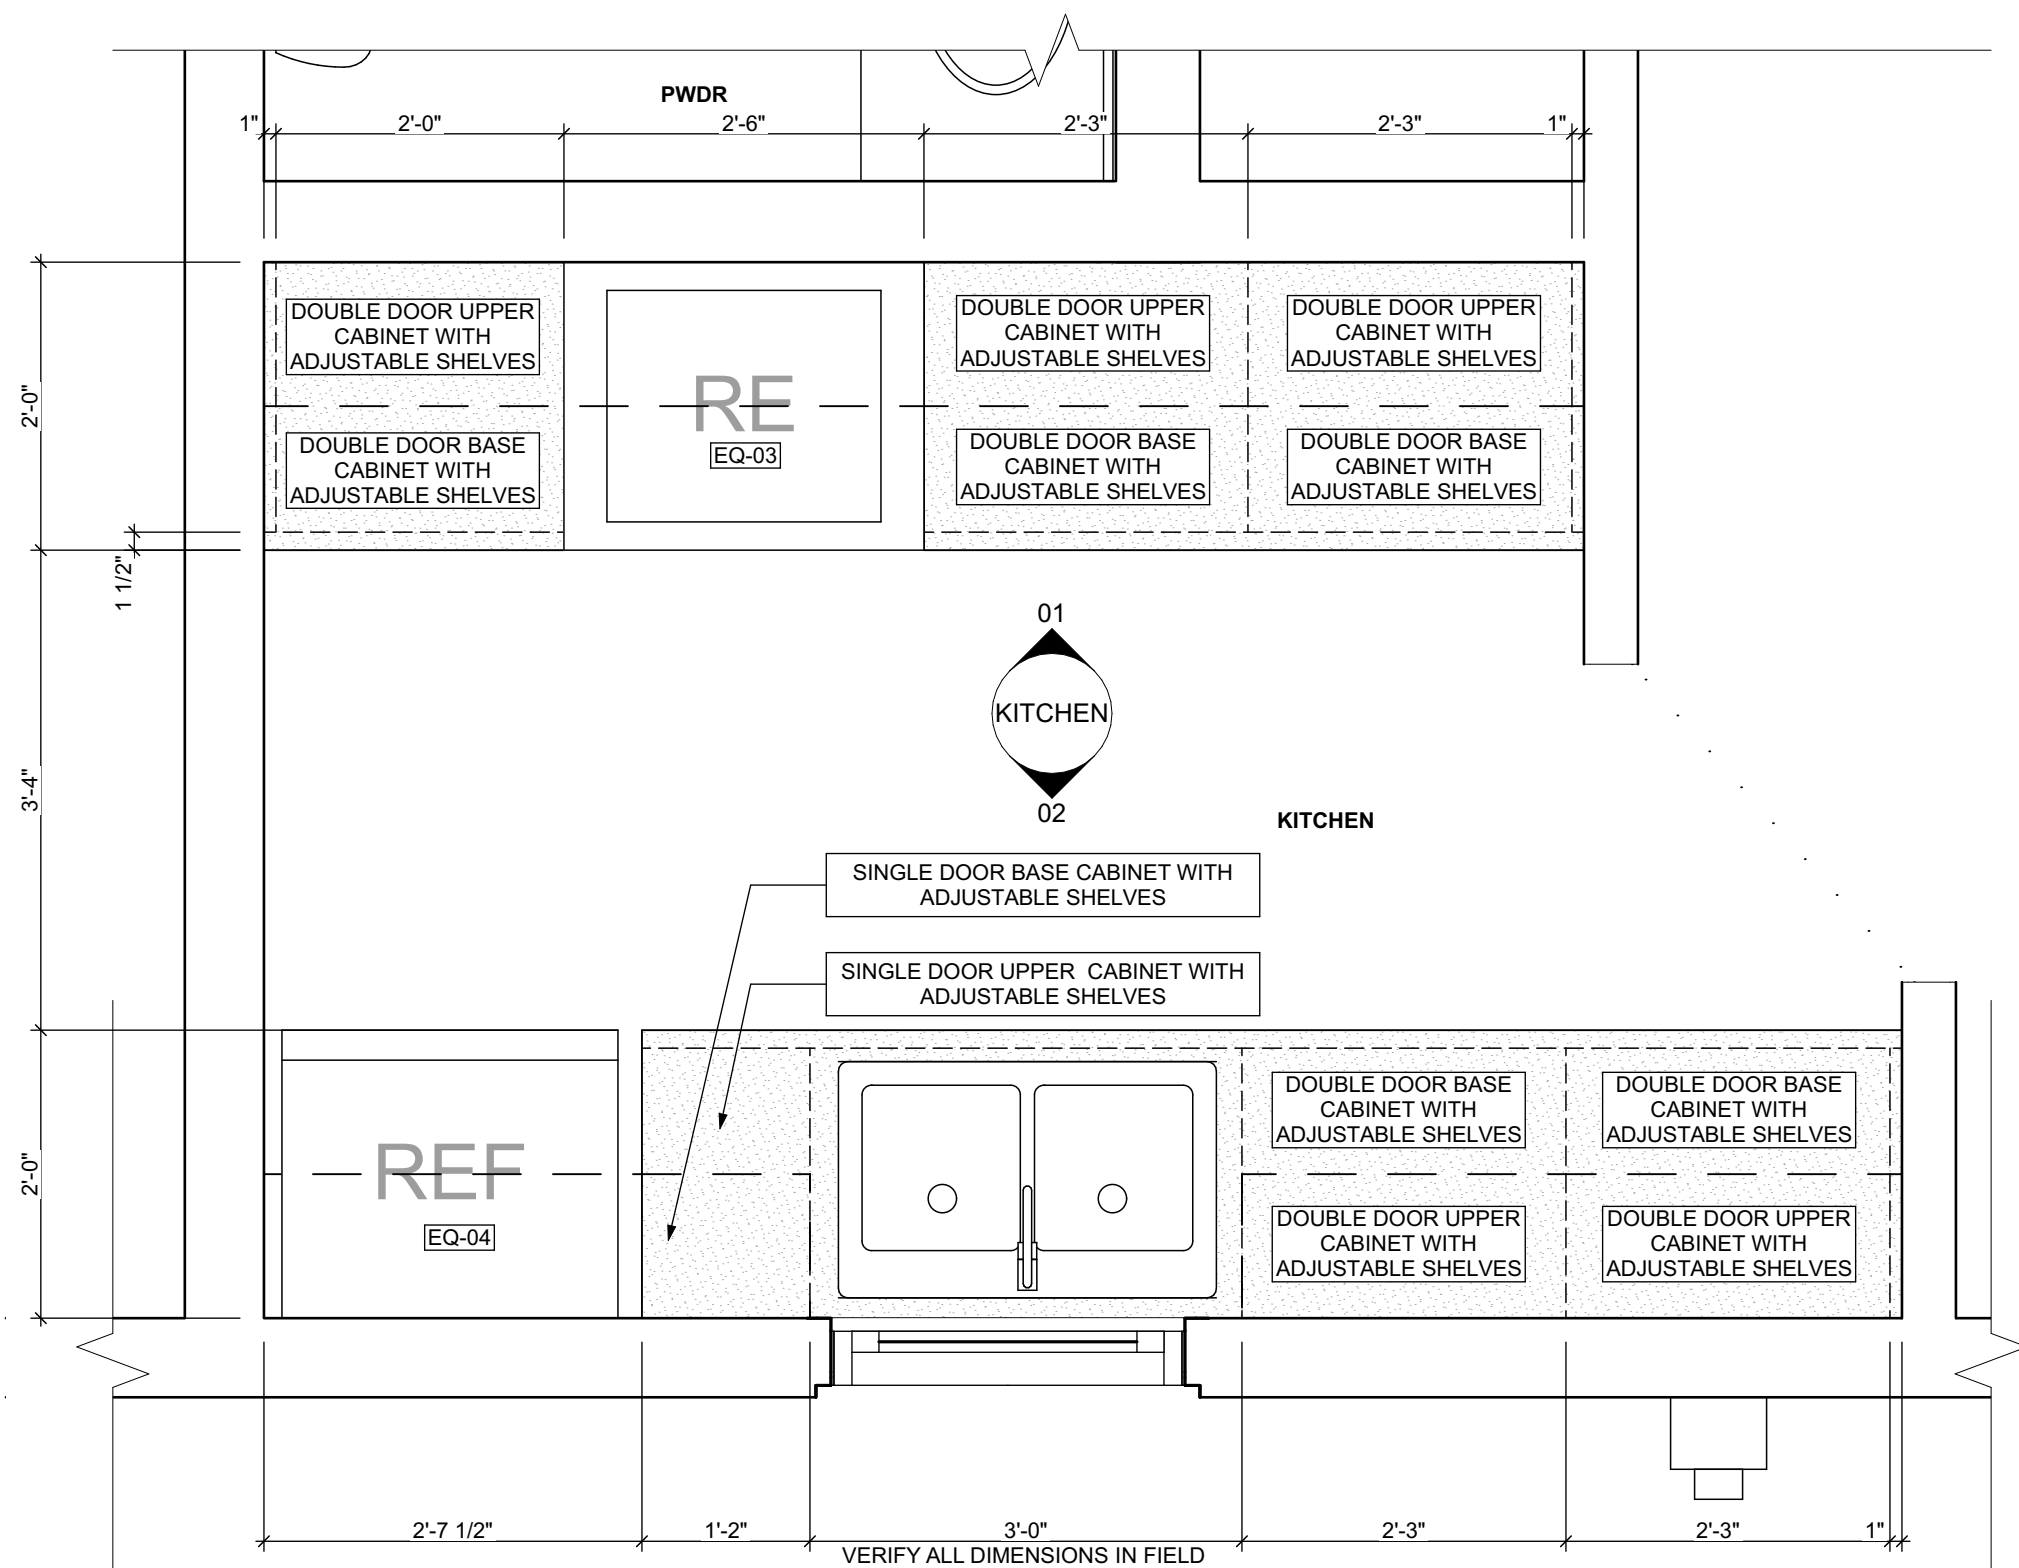 PWDR
1" 2'-0" 2'-6" 2'-3" 2'-3" 1"
DOUBLE DOOR UPPER
CABINET WITH
ADJUSTABLE SHELVES
DOUBLE DOOR BASE
CABINET WITH
ADJUSTABLE SHELVES
RE
EQ-03
DOUBLE DOOR UPPER
CABINET WITH
ADJUSTABLE SHELVES
DOUBLE DOOR BASE
CABINET WITH
ADJUSTABLE SHELVES
DOUBLE DOOR UPPER
CABINET WITH
ADJUSTABLE SHELVES
DOUBLE DOOR BASE
CABINET WITH
ADJUSTABLE SHELVES
2'-0"
1 1/2"
3'-4"
2'-0"
01
KITCHEN
02
KITCHEN
SINGLE DOOR BASE CABINET WITH
ADJUSTABLE SHELVES
SINGLE DOOR UPPER CABINET WITH
ADJUSTABLE SHELVES
REF
EQ-04
DOUBLE DOOR BASE
CABINET WITH
ADJUSTABLE SHELVES
DOUBLE DOOR UPPER
CABINET WITH
ADJUSTABLE SHELVES
DOUBLE DOOR BASE
CABINET WITH
ADJUSTABLE SHELVES
DOUBLE DOOR UPPER
CABINET WITH
ADJUSTABLE SHELVES
2'-7 1/2" 1'-2" 3'-0" 2'-3" 2'-3" 1"
VERIFY ALL DIMENSIONS IN FIELD